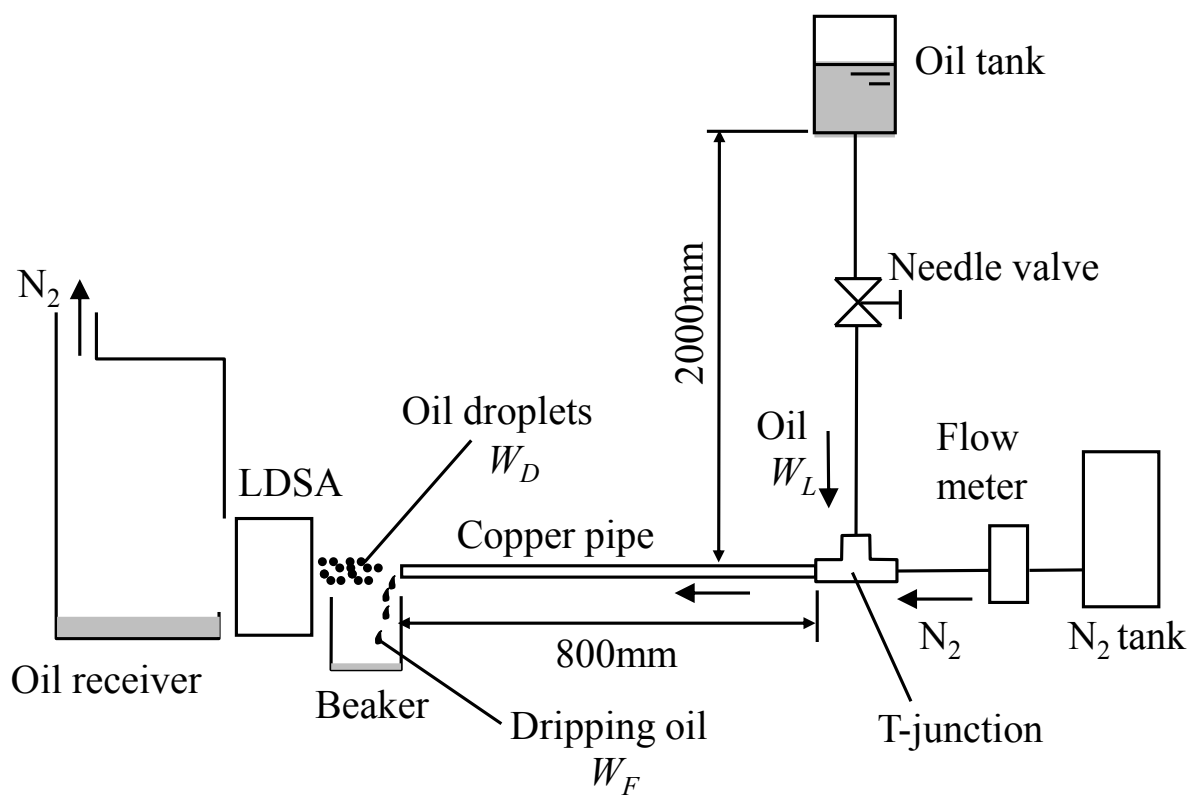 Oil tank
Needle valve
2000mm
N₂
Oil droplets
W_D
Oil
W_L
Flow
meter
LDSA
Copper pipe
800mm
N₂
N₂ tank
Oil receiver
Beaker
Dripping oil
W_F
T-junction